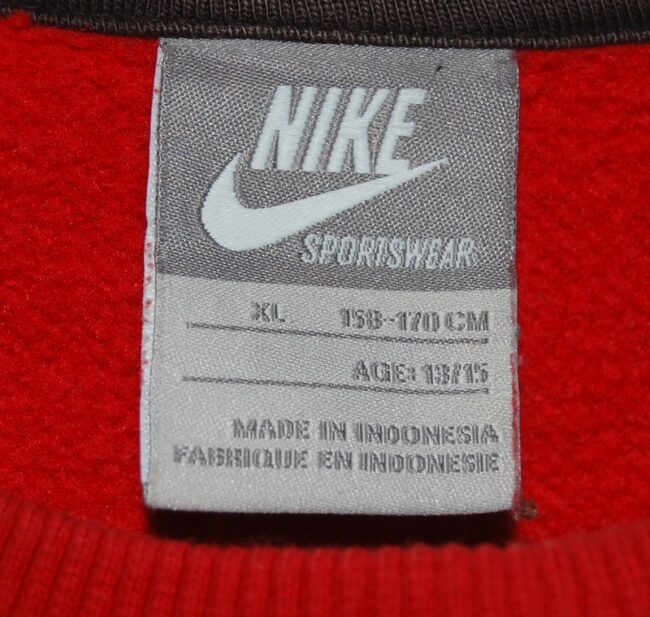 NIKE
SPORTSWEAR
XL 158-170 CM
AGE: 13/15
MADE IN INDONESIA
FABRIQUE EN INDONESIE